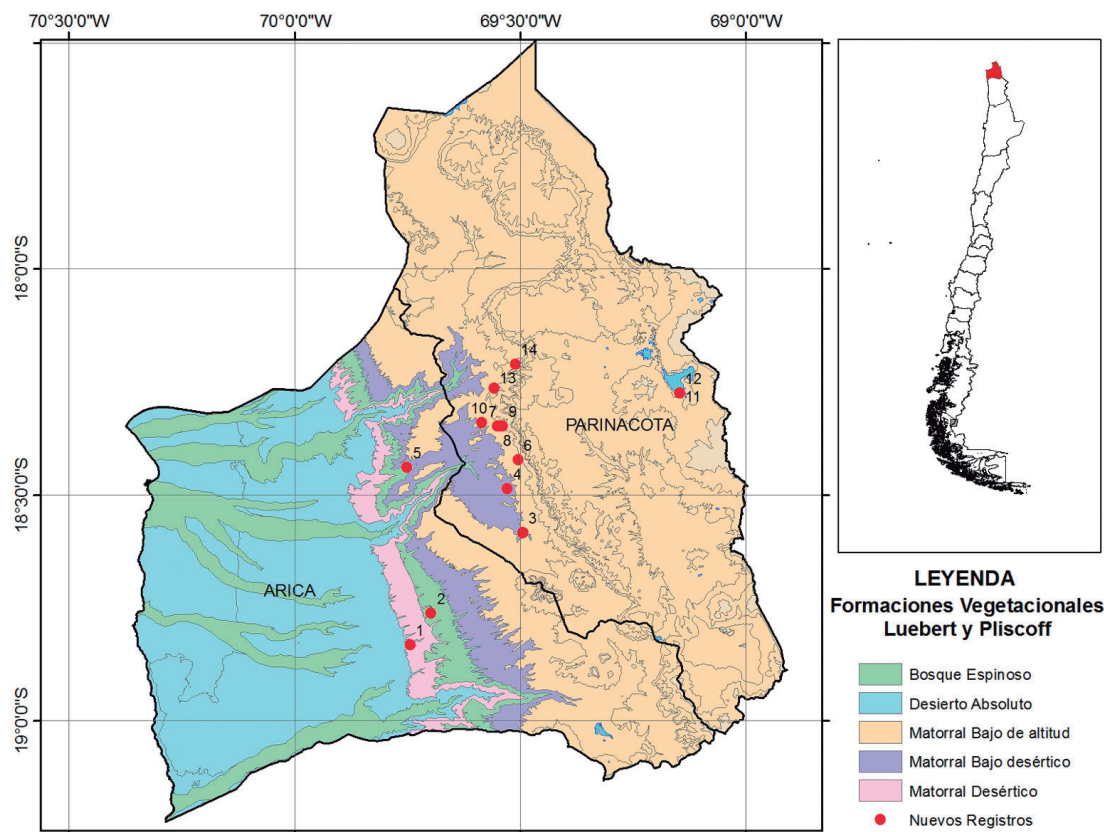 70°30'0"W
70°0'0"W
69°30'0"W
69°0'0"W
18°0'0"S
18°30'0"S
19°0'0"S
14
13
12
11
10
7
9
8
PARINACOTA
6
5
4
3
ARICA
2
1
LEYENDA
Formaciones Vegetacionales
Luebert y Pliscoff
Bosque Espinoso
Desierto Absoluto
Matorral Bajo de altitud
Matorral Bajo desértico
Matorral Desértico
Nuevos Registros